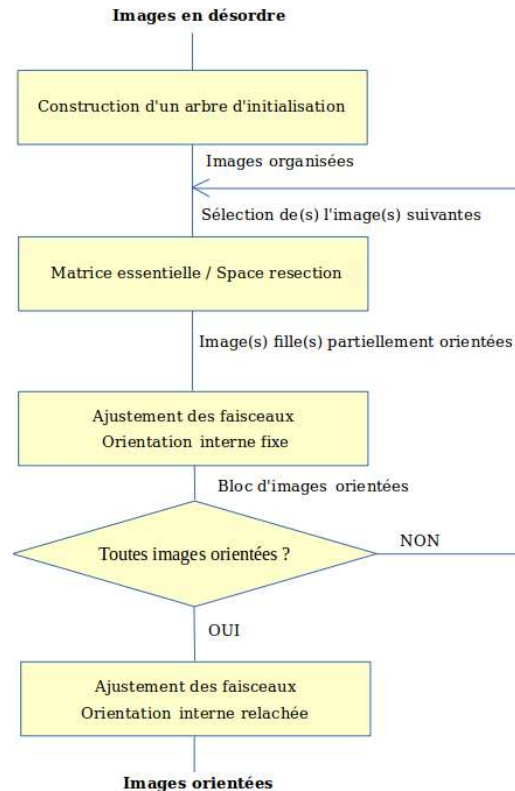 Images en désordre
Construction d'un arbre d'initialisation
Images organisées
Sélection de(s) l'image(s) suivantes
Matrice essentielle / Space resection
Image(s) fille(s) partiellement orientées
Ajustement des faisceaux
Orientation interne fixe
Bloc d'images orientées
Toutes images orientées ?
NON
OUI
Ajustement des faisceaux
Orientation interne relachée
Images orientées